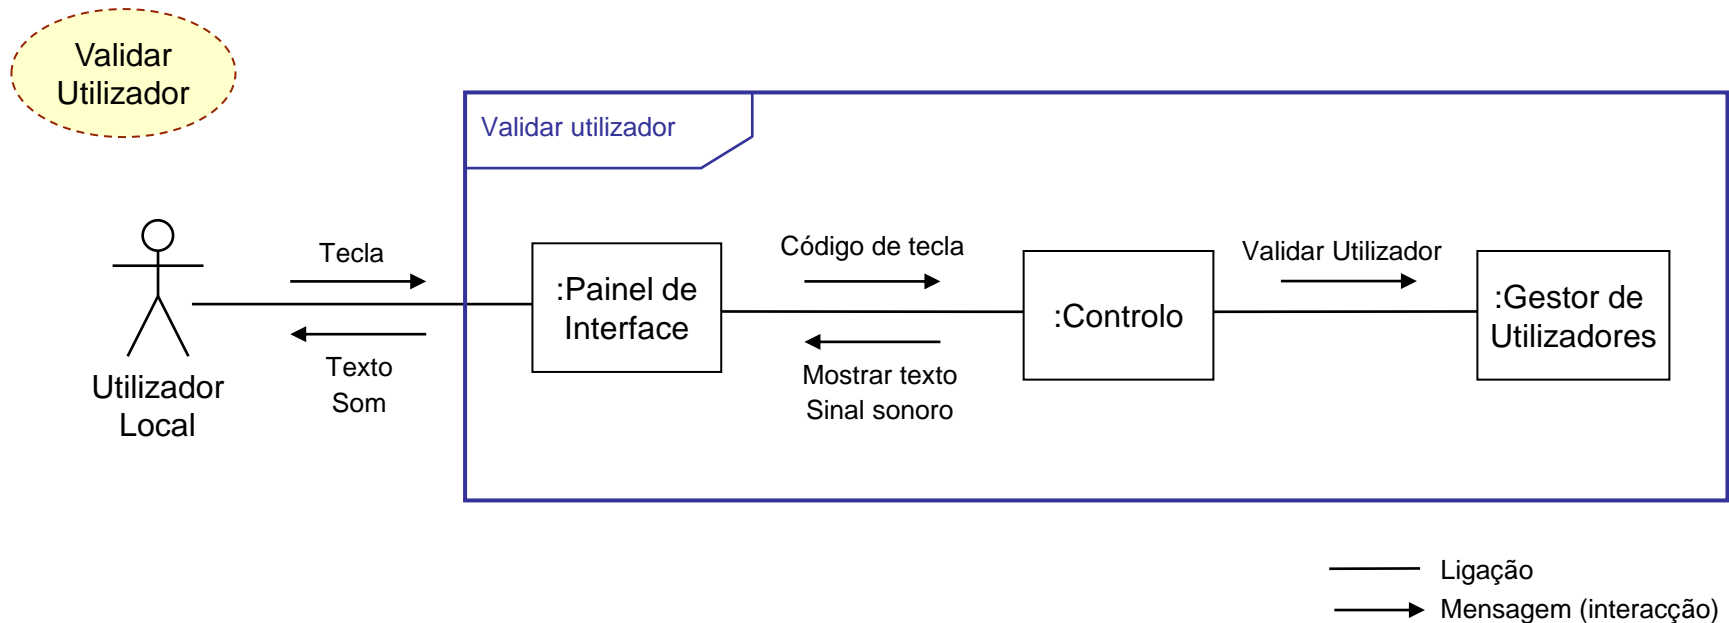 Validar
Utilizador
Validar utilizador
Tecla
Texto
Som
Utilizador
Local
:Painel de
Interface
Código de tecla
Mostrar texto
Sinal sonoro
:Controlo
Validar Utilizador
:Gestor de
Utilizadores
Ligação
Mensagem (interacção)